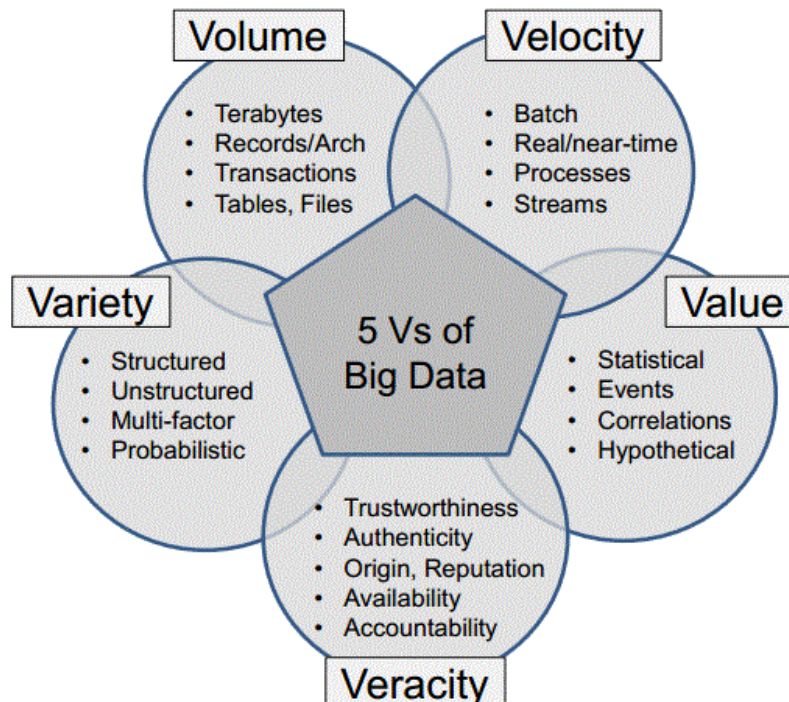 Volume
• Terabytes
• Records/Arch
• Transactions
• Tables, Files
Velocity
• Batch
• Real/near-time
• Processes
• Streams
Variety
• Structured
• Unstructured
• Multi-factor
• Probabilistic
5 Vs of
Big Data
Value
• Statistical
• Events
• Correlations
• Hypothetical
• Trustworthiness
• Authenticity
• Origin, Reputation
• Availability
• Accountability
Veracity